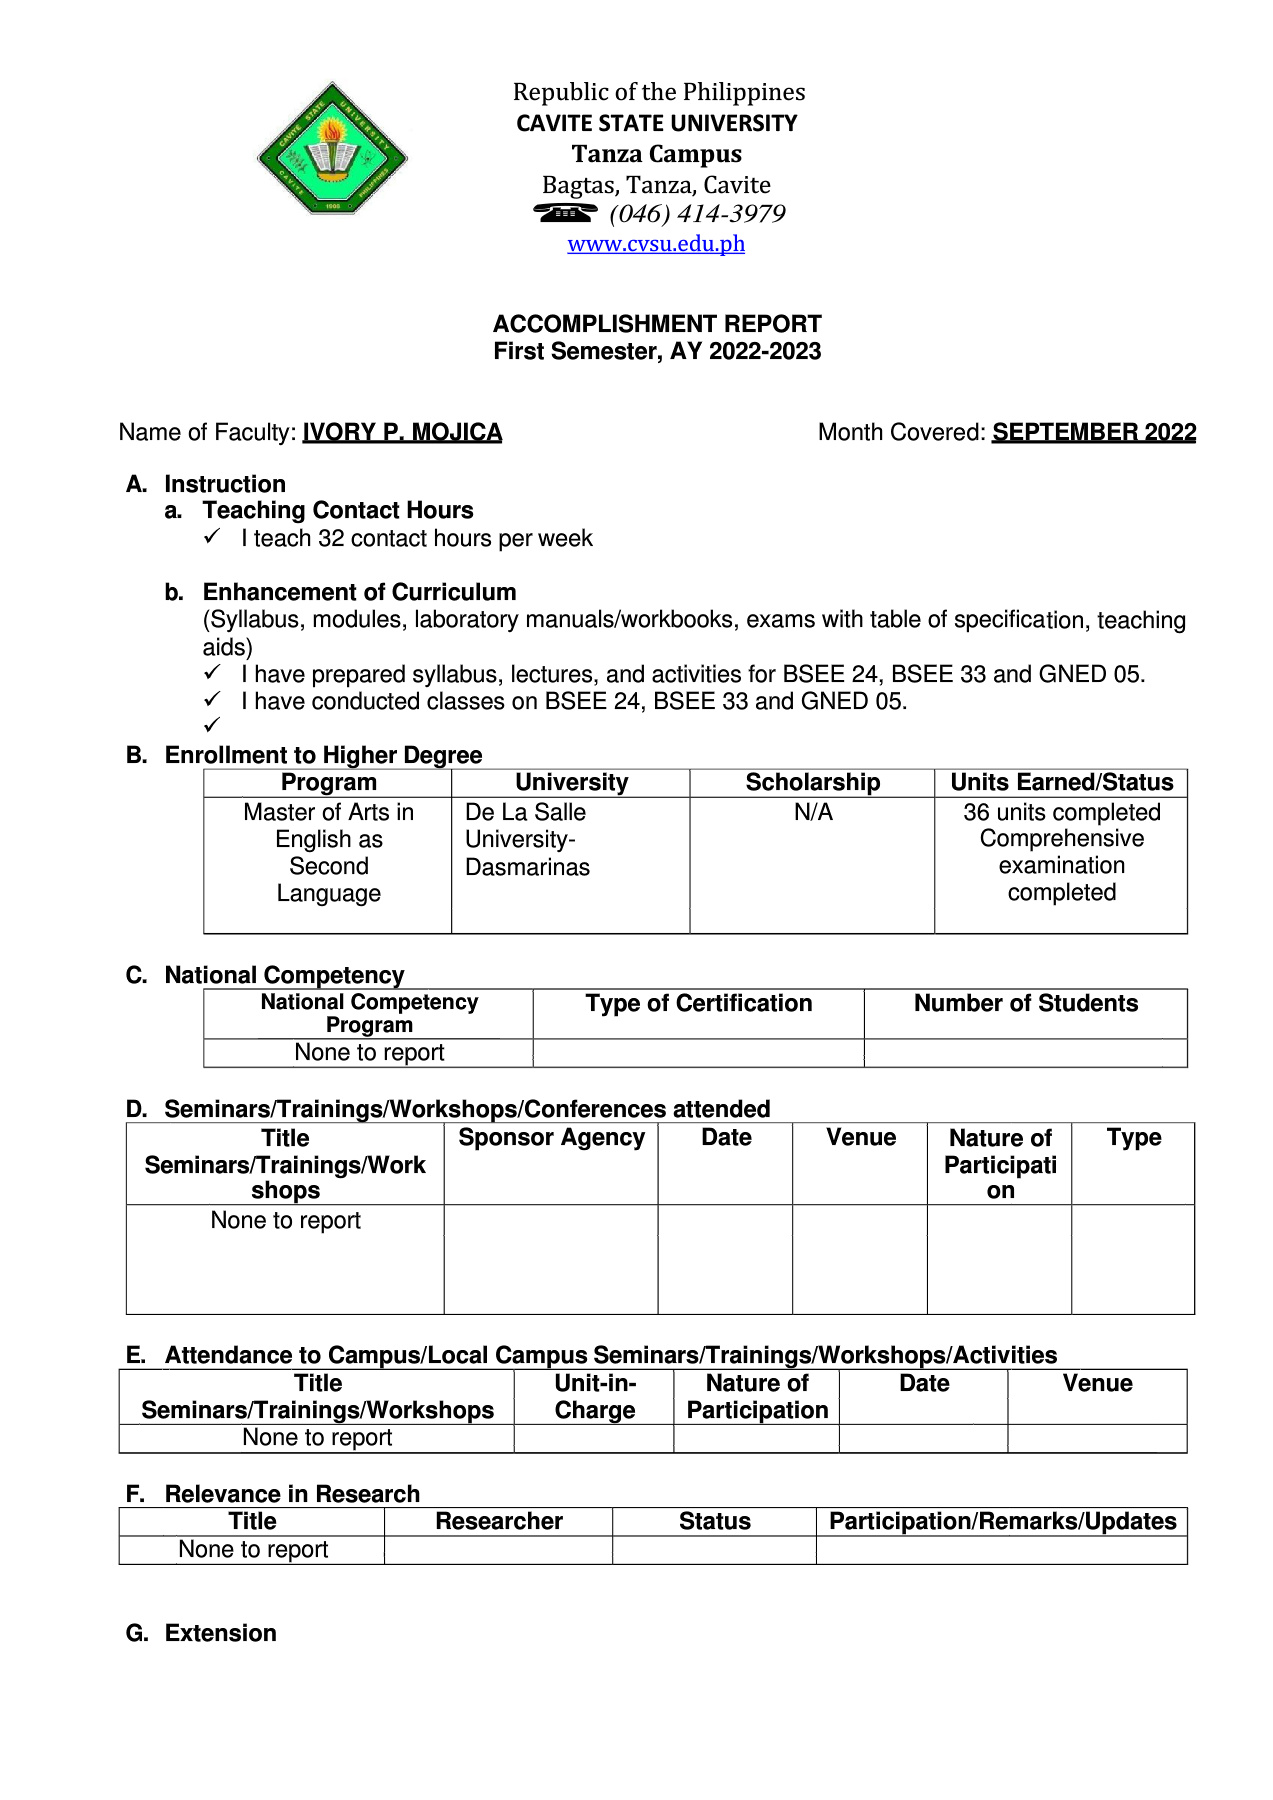 CAVITE STATE UNIVERSITY
CAVITE PHILIPPINES
Republic of the Philippines
CAVITE STATE UNIVERSITY
Tanza Campus
Bagtas, Tanza, Cavite
(046) 414-3979
www.cvsu.edu.ph
ACCOMPLISHMENT REPORT
First Semester, AY 2022-2023
Name of Faculty: IVORY P. MOJICA Month Covered: SEPTEMBER 2022
A. Instruction
a. Teaching Contact Hours
✓ I teach 32 contact hours per week
b. Enhancement of Curriculum
(Syllabus, modules, laboratory manuals/workbooks, exams with table of specification, teaching
aids)
✓ I have prepared syllabus, lectures, and activities for BSEE 24, BSEE 33 and GNED 05.
✓ I have conducted classes on BSEE 24, BSEE 33 and GNED 05.
✓
B. Enrollment to Higher Degree
Program University Scholarship Units Earned/Status
Master of Arts in De La Salle N/A 36 units completed
English as University- Comprehensive
Second Dasmarinas examination
Language completed
C. National Competency
National Competency Type of Certification Number of Students
Program
None to report
D. Seminars/Trainings/Workshops/Conferences attended
Title Sponsor Agency Date Venue Nature of Type
Seminars/Trainings/Work Participati
shops on
None to report
E. Attendance to Campus/Local Campus Seminars/Trainings/Workshops/Activities
Title Unit-in- Nature of Date Venue
Seminars/Trainings/Workshops Charge Participation
None to report
F. Relevance in Research
Title Researcher Status Participation/Remarks/Updates
None to report
G. Extension